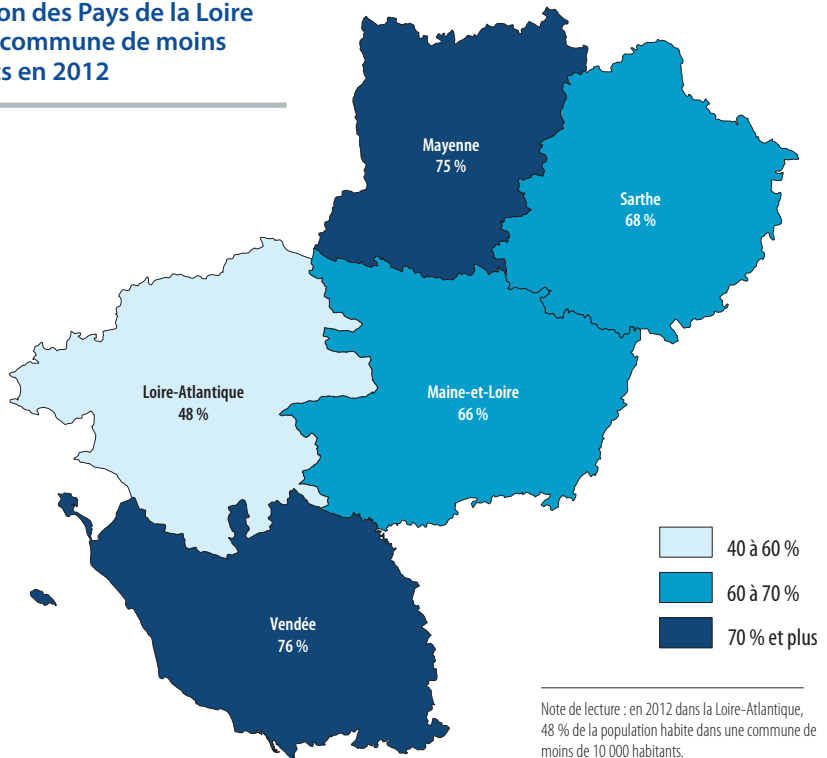 on des Pays de la Loire
commune de moins
s en 2012
Mayenne
75 %
Sarthe
68 %
Loire-Atlantique
48 %
Maine-et-Loire
66 %
Vendée
76 %
40 à 60 %
60 à 70 %
70 % et plus
Note de lecture : en 2012 dans la Loire-Atlantique,
48 % de la population habite dans une commune de
moins de 10 000 habitants.